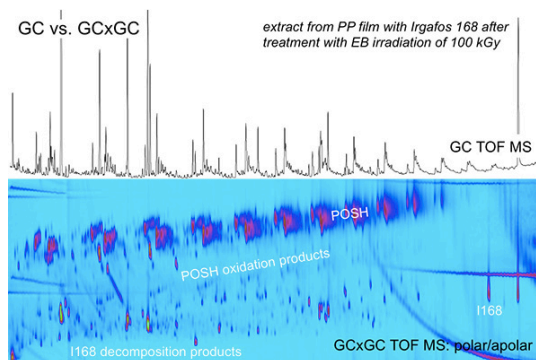 GC vs. GCxGC
extract from PP film with Irgafos 168 after
treatment with EB irradiation of 100 kGy
GC TOF MS
POSH
POSH oxidation products
I168
I168 decomposition products
GCxGC TOF MS: polar/apolar